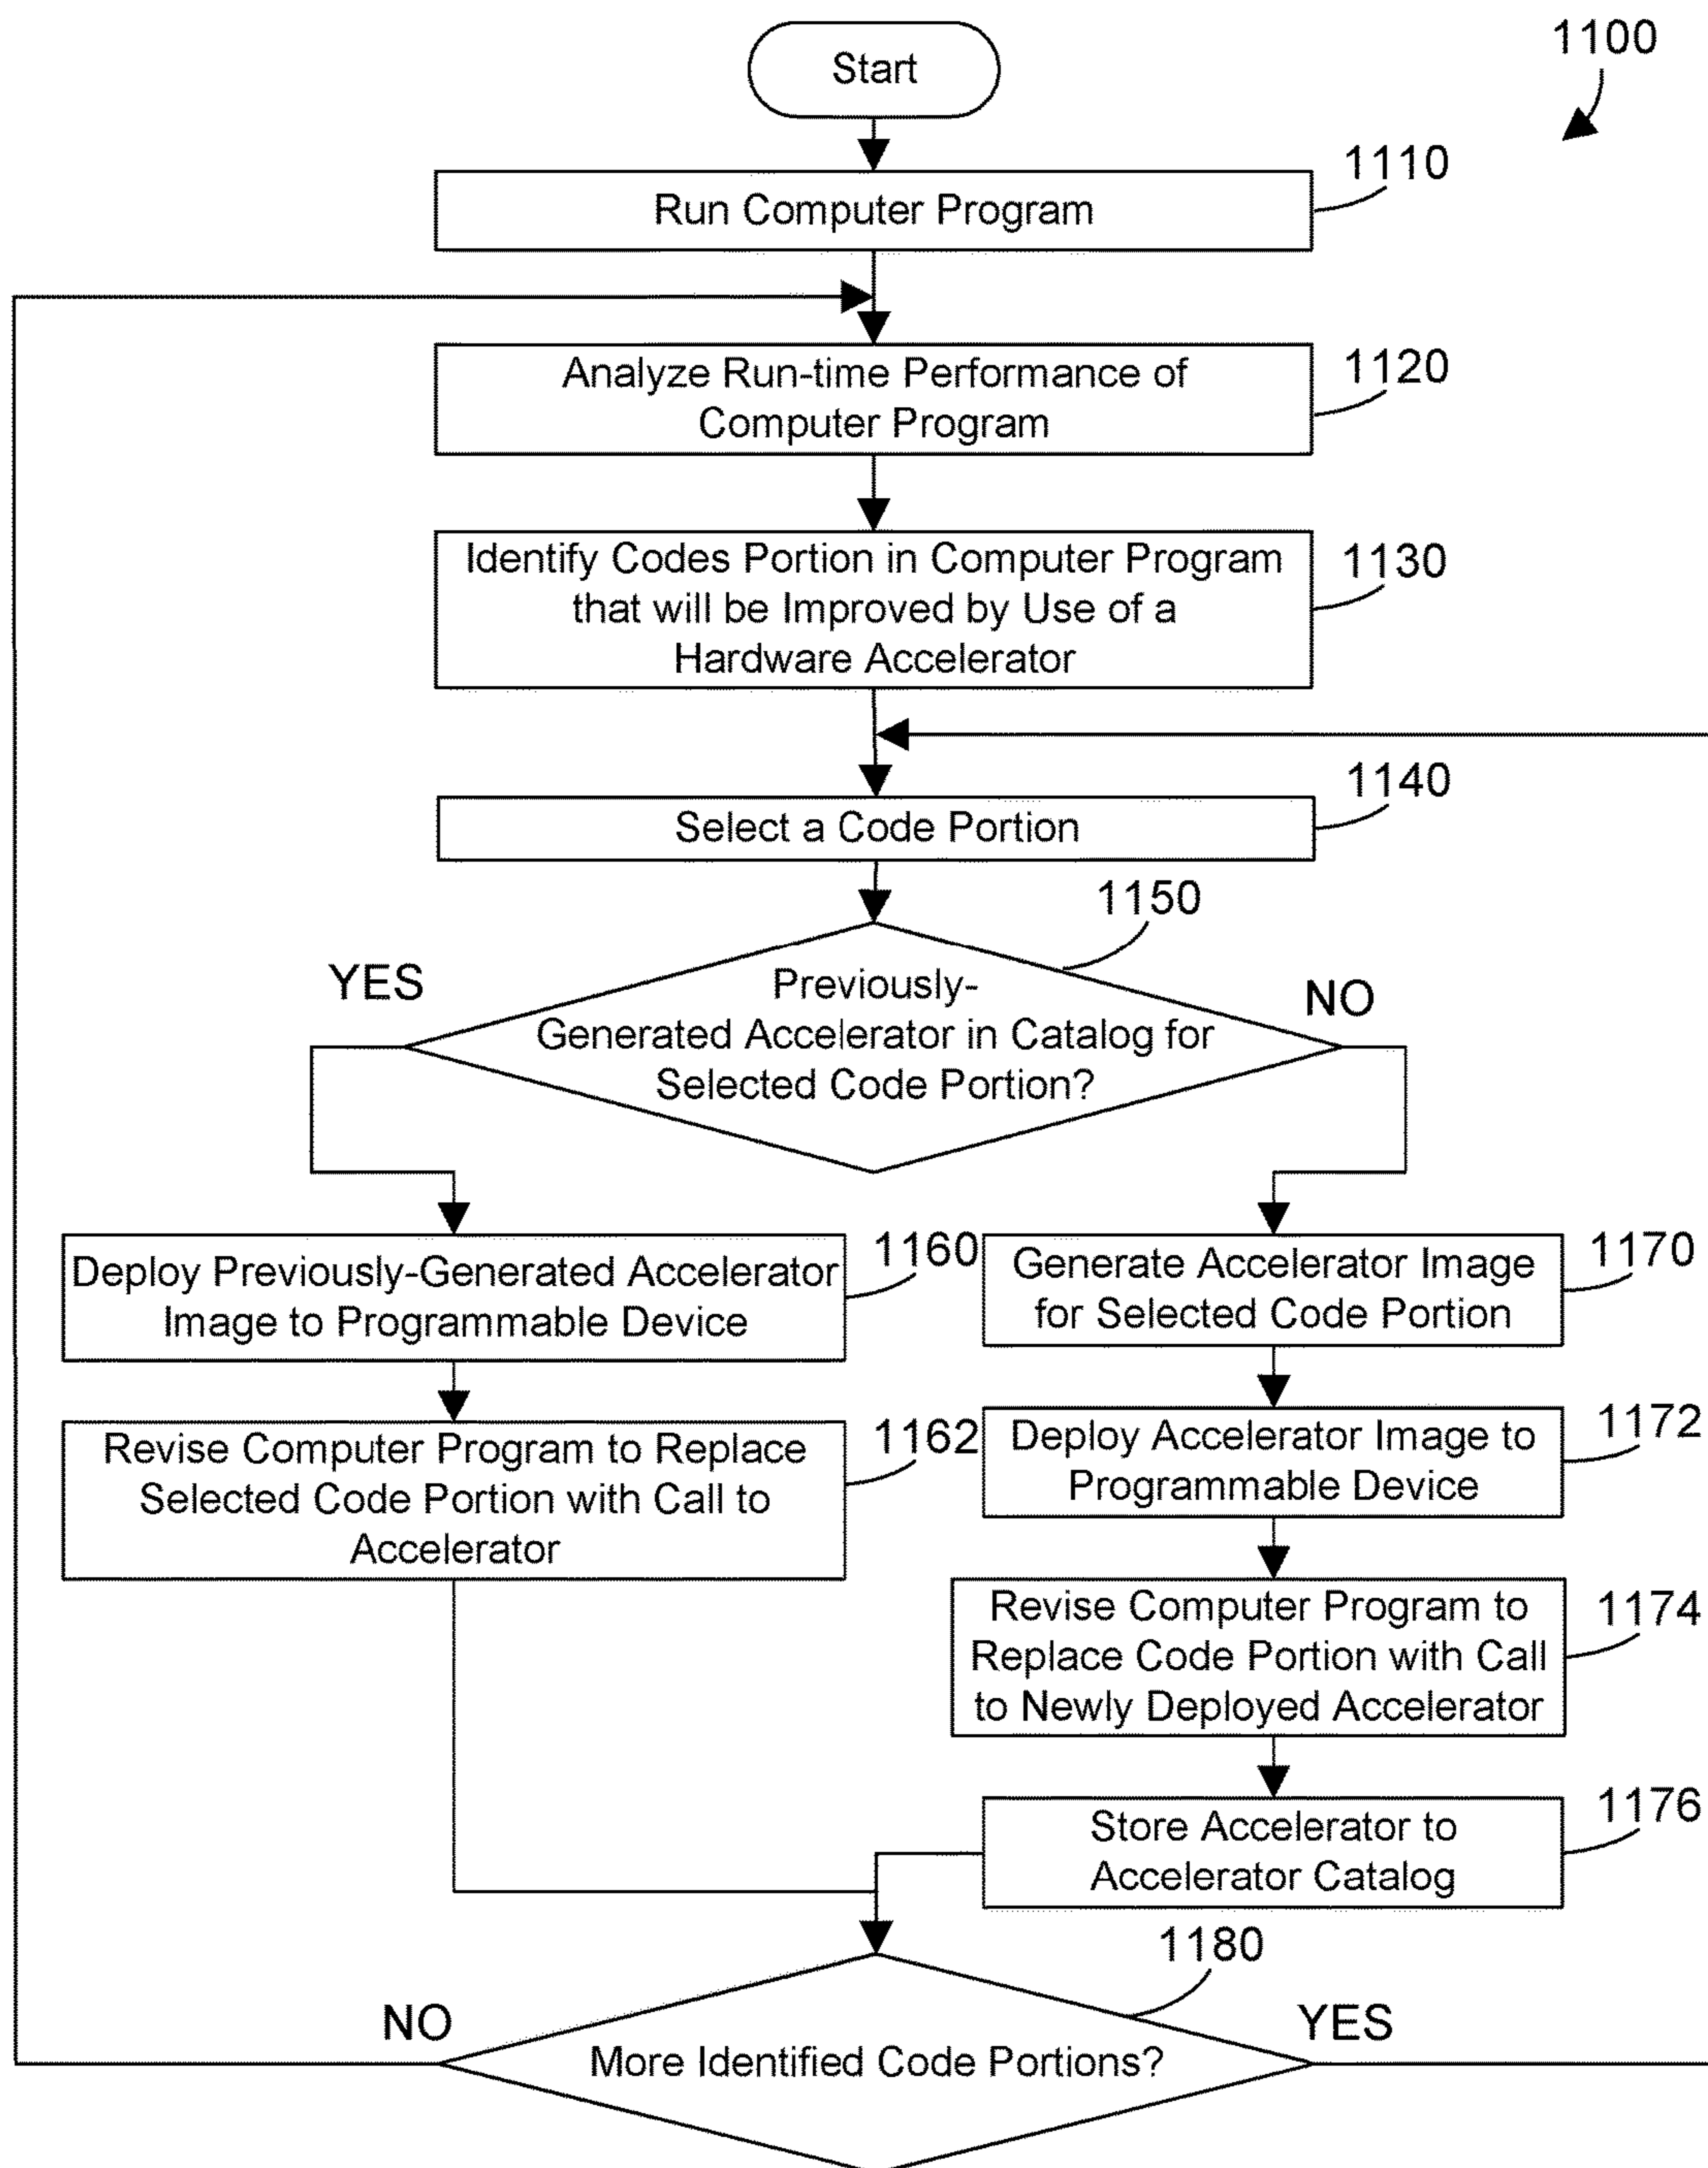 1100
Start
1110
Run Computer Program
1120
Analyze Run-time Performance of
Computer Program
1130
Identify Codes Portion in Computer Program
that will be Improved by Use of a
Hardware Accelerator
1140
Select a Code Portion
1150
YES
NO
Previously-
Generated Accelerator in Catalog for
Selected Code Portion?
1160
Deploy Previously-Generated Accelerator
Image to Programmable Device
1170
Generate Accelerator Image
for Selected Code Portion
1162
Revise Computer Program to Replace
Selected Code Portion with Call to
Accelerator
1172
Deploy Accelerator Image to
Programmable Device
1174
Revise Computer Program to
Replace Code Portion with Call
to Newly Deployed Accelerator
1176
Store Accelerator to
Accelerator Catalog
1180
NO
YES
More Identified Code Portions?